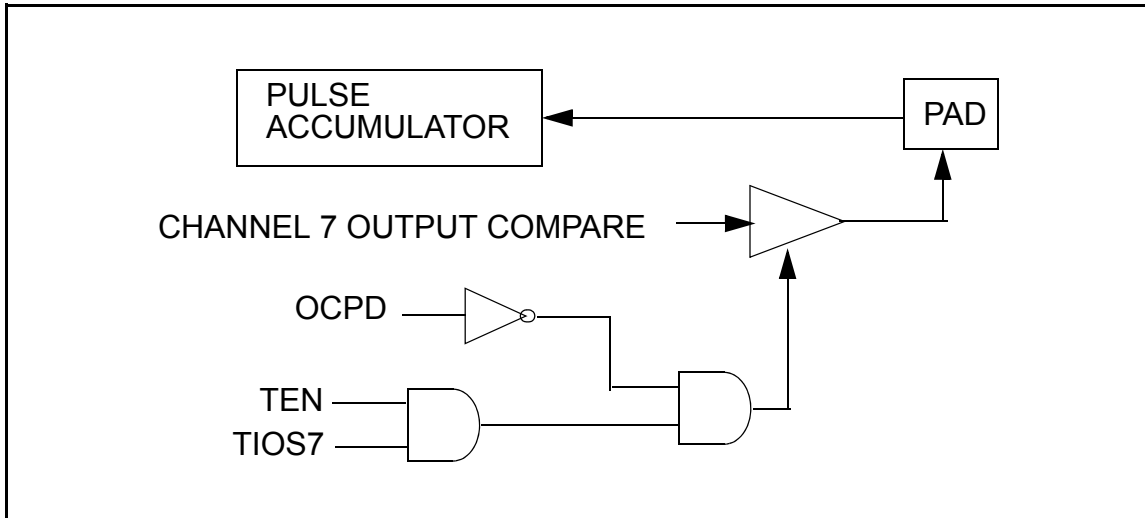 PULSE
ACCUMULATOR
PAD
CHANNEL 7 OUTPUT COMPARE
OCPD
TEN
TIOS7